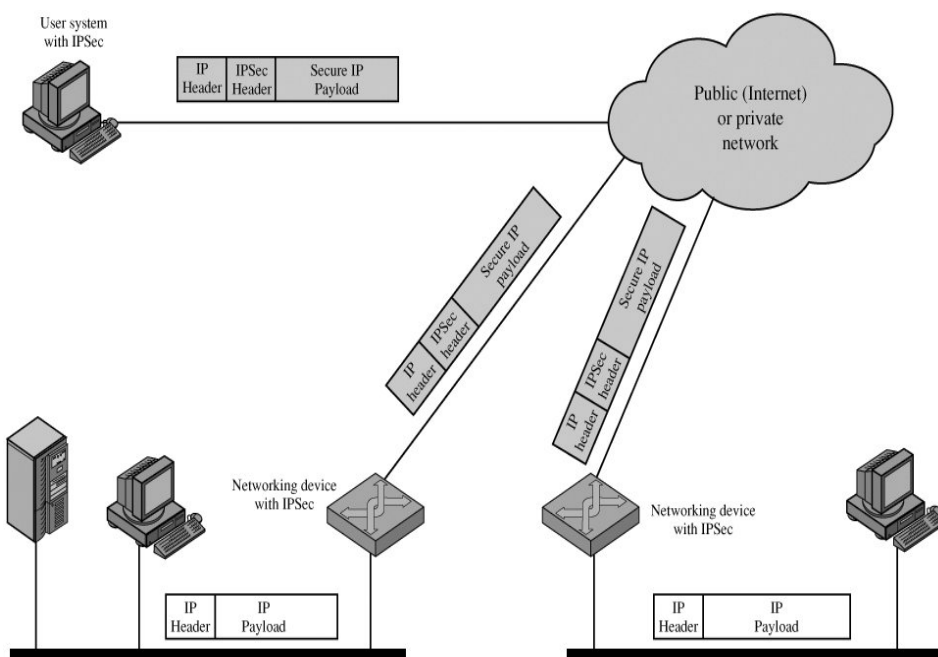 User system
with IPSec
IP
Header
IPSec
Header
Secure IP
Payload
Public (Internet)
or private
network
IP
header
IPSec
header
Secure IP
payload
IP
header
IPSec
header
Secure IP
payload
Networking device
with IPSec
Networking device
with IPSec
IP
Header
IP
Payload
IP
Header
IP
Payload